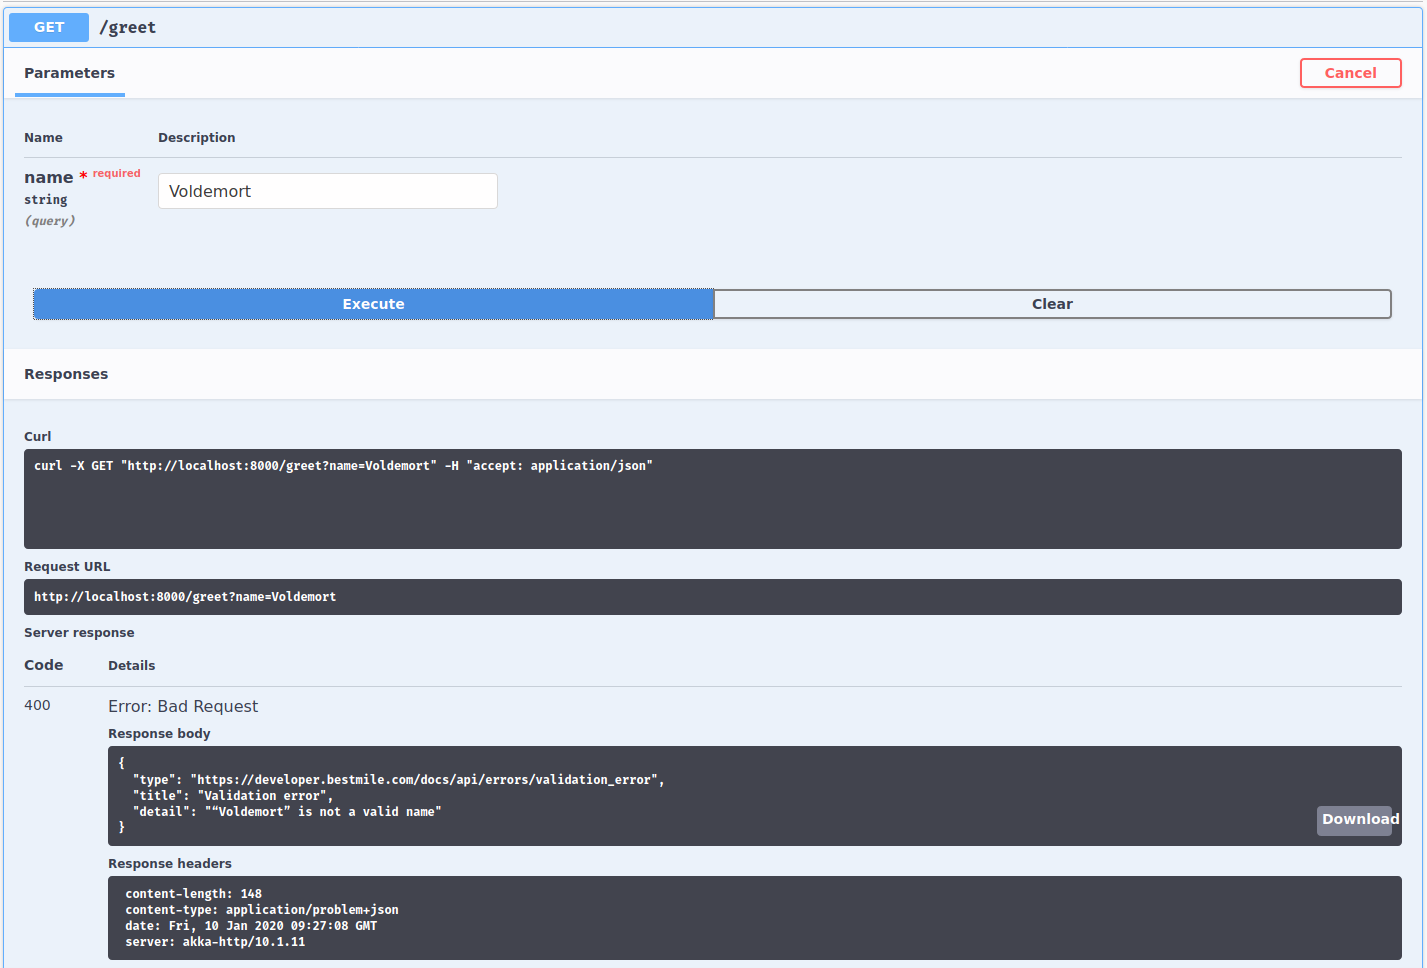 GET /greet
Parameters Cancel
Name Description
name * required
string
(query)
Voldemort
Execute Clear
Responses
Curl
curl -X GET "http://localhost:8000/greet?name=Voldemort" -H "accept: application/json"
Request URL
http://localhost:8000/greet?name=Voldemort
Server response
Code Details
400 Error: Bad Request
Response body
{
  "type": "https://developer.bestmile.com/docs/api/errors/validation_error",
  "title": "Validation error",
  "detail": "“Voldemort” is not a valid name"
}
Download
Response headers
content-length: 148
content-type: application/problem+json
date: Fri, 10 Jan 2020 09:27:08 GMT
server: akka-http/10.1.11